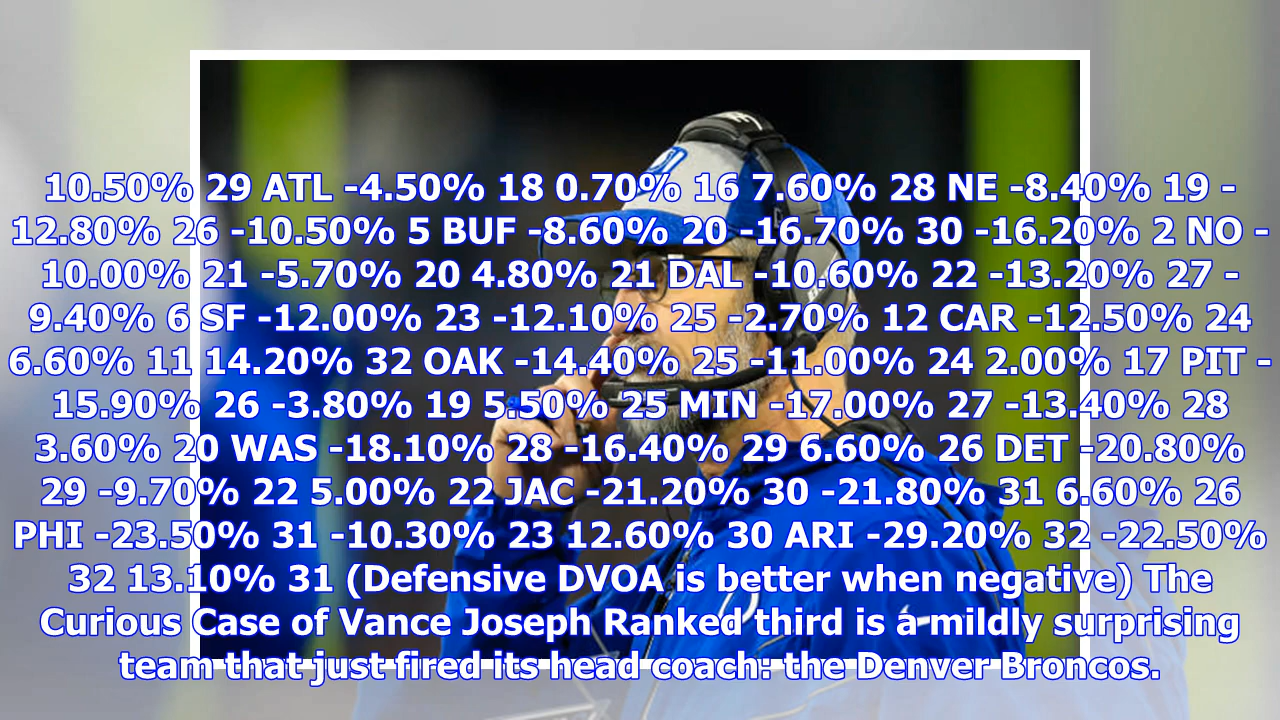 10.50% 29 ATL -4.50% 18 0.70% 16 7.60% 28 NE -8.40% 19 -
12.80% 26 -10.50% 5 BUF -8.60% 20 -16.70% 30 -16.20% 2 NO -
10.00% 21 -5.70% 20 4.80% 21 DAL -10.60% 22 -13.20% 27 -
9.40% 6 SF -12.00% 23 -12.10% 25 -2.70% 12 CAR -12.50% 24
6.60% 11 14.20% 32 OAK -14.40% 25 -11.00% 24 2.00% 17 PIT -
15.90% 26 -3.80% 19 5.50% 25 MIN -17.00% 27 -13.40% 28
3.60% 20 WAS -18.10% 28 -16.40% 29 6.60% 26 DET -20.80%
29 -9.70% 22 5.00% 22 JAC -21.20% 30 -21.80% 31 6.60% 26
PHI -23.50% 31 -10.30% 23 12.60% 30 ARI -29.20% 32 -22.50%
32 13.10% 31 (Defensive DVOA is better when negative) The
Curious Case of Vance Joseph Ranked third is a mildly surprising
team that just fired its head coach: the Denver Broncos.